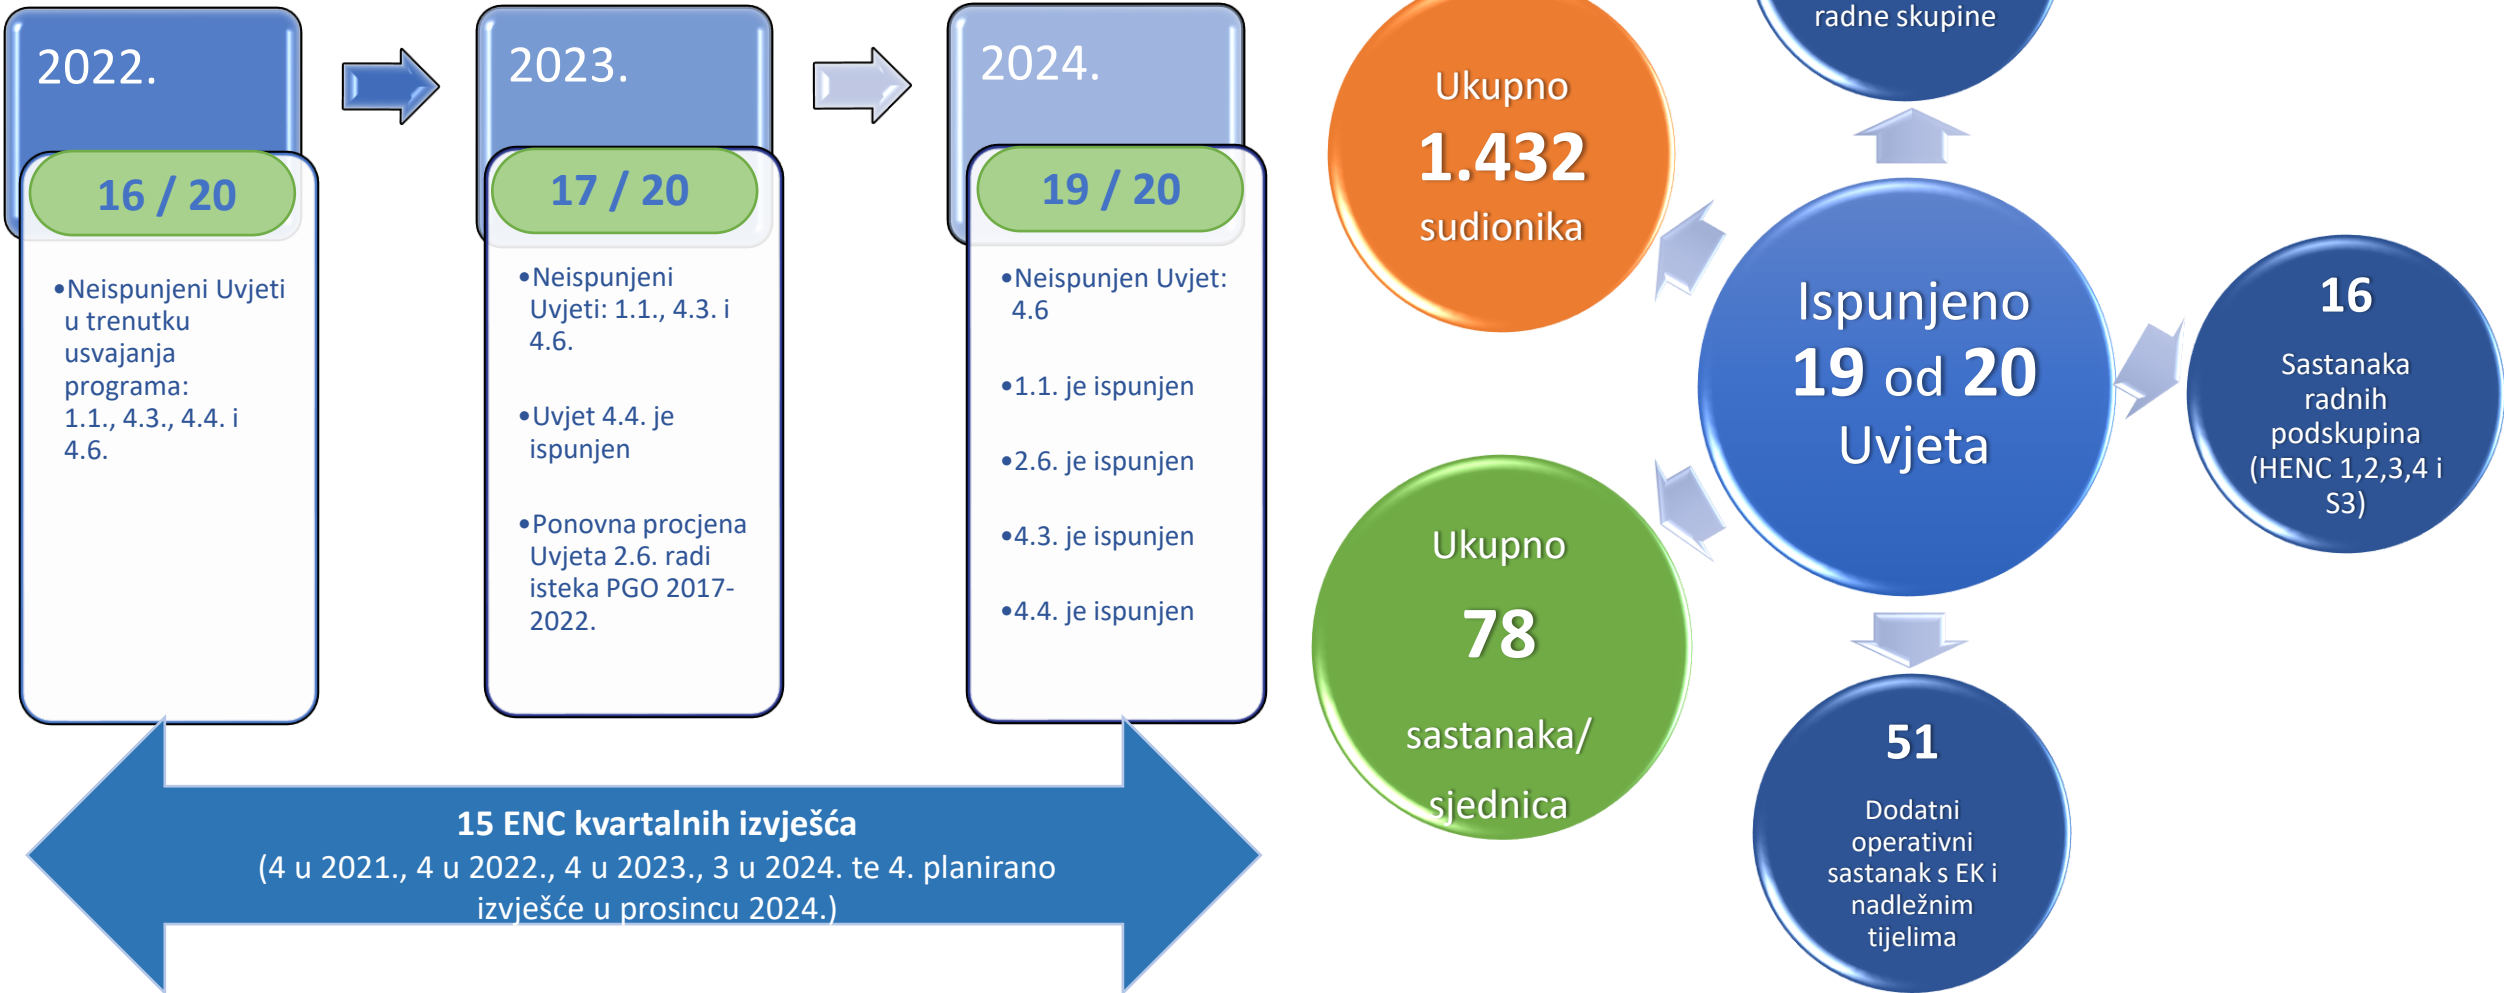 2022.
16 / 20
•Neispunjeni Uvjeti
u trenutku
usvajanja
programa:
1.1., 4.3., 4.4. i
4.6.
2023.
17 / 20
•Neispunjeni
Uvjeti: 1.1., 4.3. i
4.6.
•Uvjet 4.4. je
ispunjen
•Ponovna procjena
Uvjeta 2.6. radi
isteka PGO 2017-
2022.
2024.
19 / 20
•Neispunjen Uvjet:
4.6
•1.1. je ispunjen
•2.6. je ispunjen
•4.3. je ispunjen
•4.4. je ispunjen
15 ENC kvartalnih izvješća
(4 u 2021., 4 u 2022., 4 u 2023., 3 u 2024. te 4. planirano
izvješće u prosincu 2024.)
radne skupine
Ukupno
1.432
sudionika
Ispunjeno
19 od 20
Uvjeta
16
Sastanaka
radnih
podskupina
(HENC 1,2,3,4 i
S3)
Ukupno
78
sastanaka/
sjednica
51
Dodatni
operativni
sastanak s EK i
nadležnim
tijelima